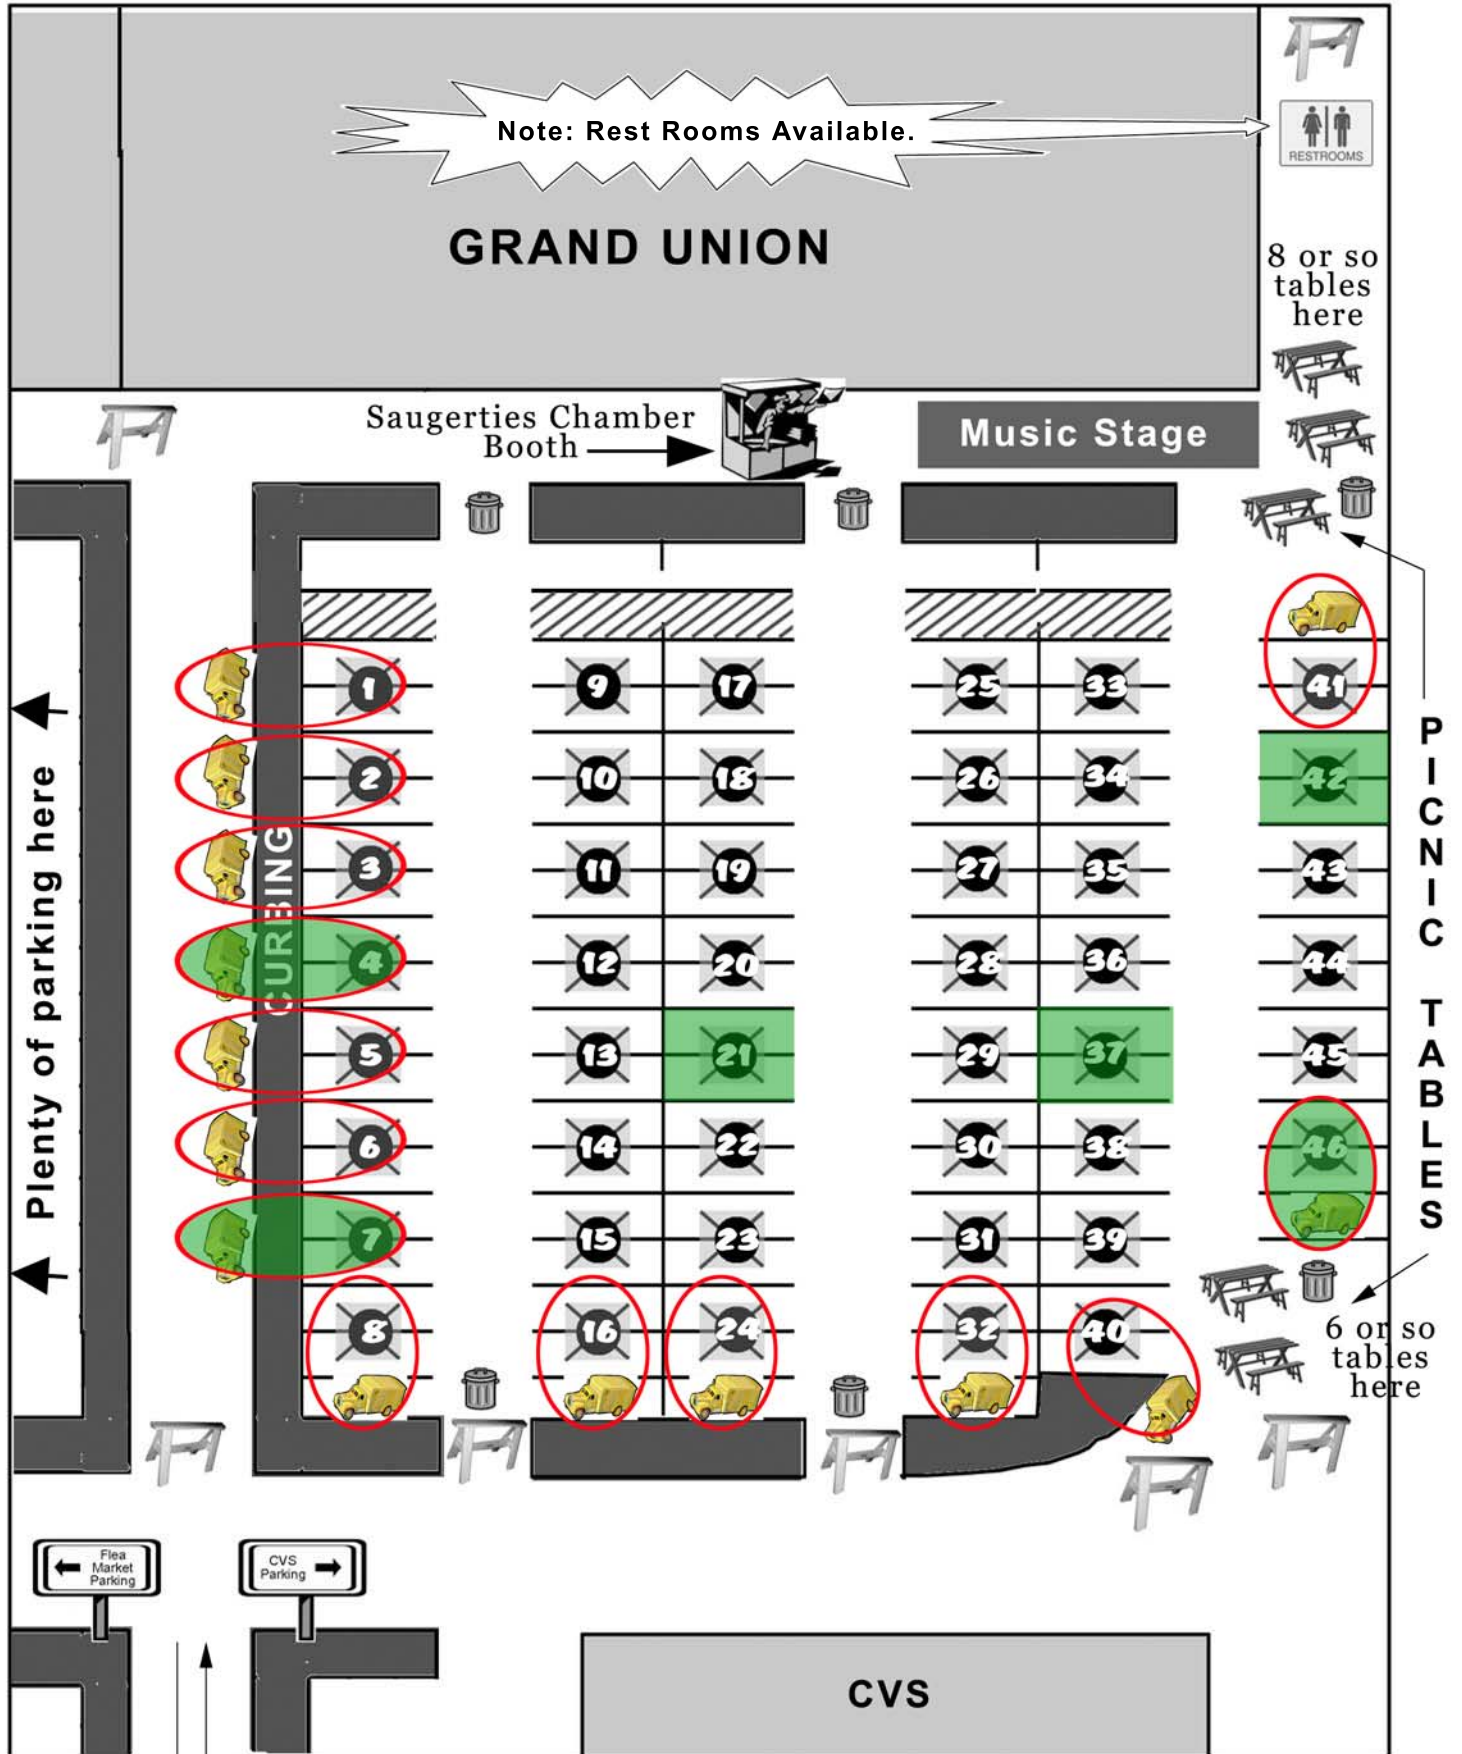 Note: Rest Rooms Available.
RESTROOMS
GRAND UNION
8 or so
tables
here
Saugerties Chamber
Booth
Music Stage
PICNIC TABLES
Plenty of parking here
CURBING
1
9
17
25
33
41
2
10
18
26
34
42
3
11
19
27
35
43
4
12
20
28
36
44
5
13
21
29
37
45
6
14
22
30
38
46
7
15
23
31
39
8
16
24
32
40
6 or so
tables
here
Flea
Market
Parking
CVS
Parking
CVS